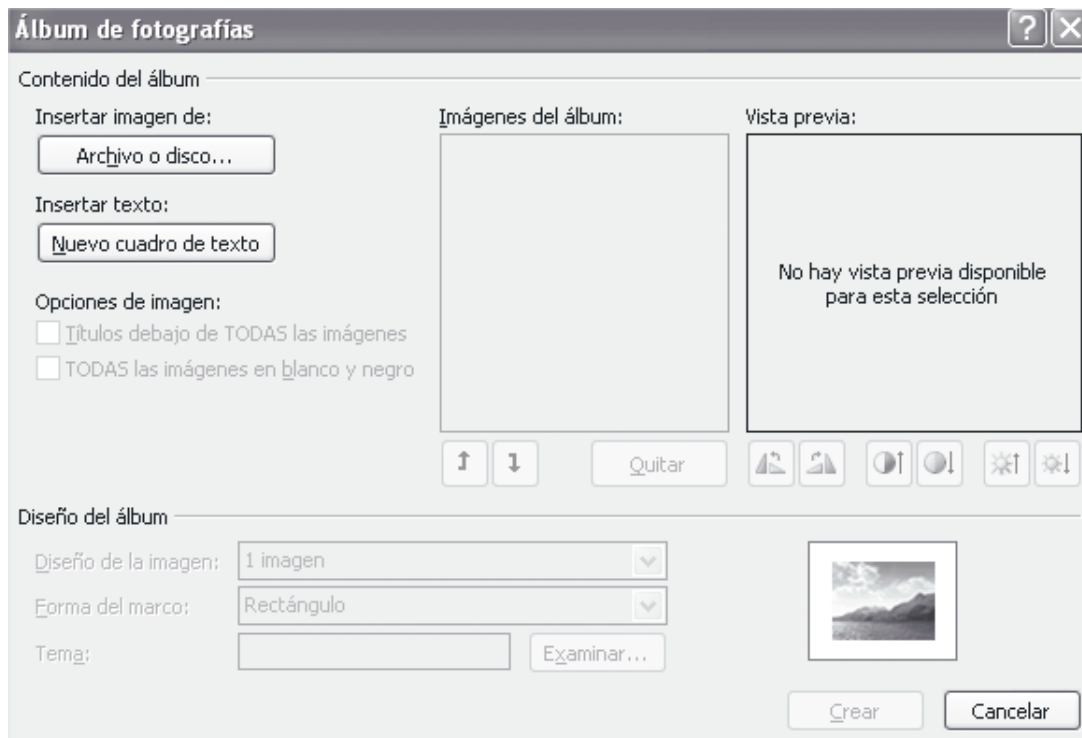 Álbum de fotografías
Contenido del álbum
Insertar imagen de:
Archivo o disco...
Insertar texto:
Nuevo cuadro de texto
Opciones de imagen:
Títulos debajo de TODAS las imágenes
TODAS las imágenes en blanco y negro
Imágenes del álbum:
Quitar
Vista previa:
No hay vista previa disponible
para esta selección
Diseño del álbum
Diseño de la imagen: 1 imagen
Forma del marco: Rectángulo
Tema: Examinar...
Crear Cancelar